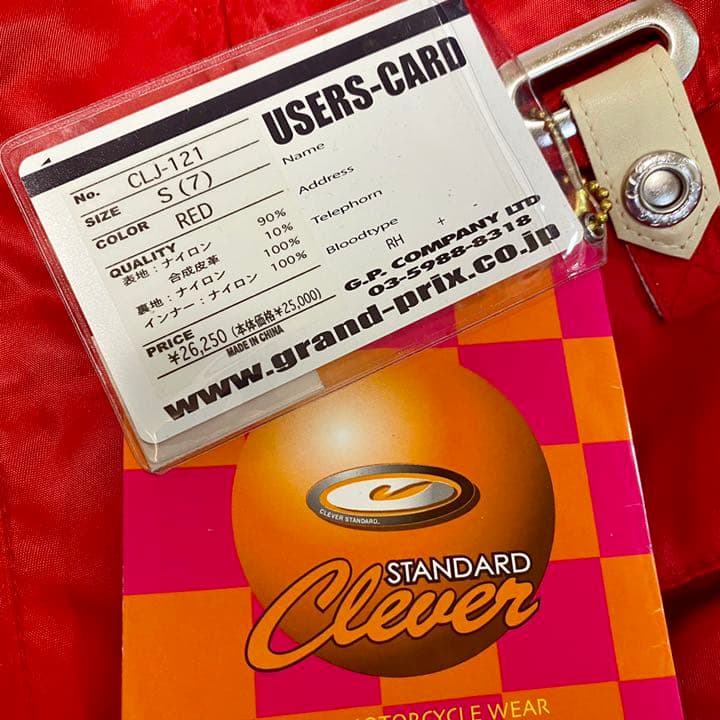 USERS-CARD
No. CLJ-121
SIZE S(7)
COLOR RED
QUALITY
表地：ナイロン 90%
合成皮革 10%
裏地：ナイロン 100%
インナー：ナイロン 100%
PRICE
¥26,250 (本体価格¥25,000)
MADE IN CHINA
Name
Address
Telephorn
Bloodtype
RH + -
G.P. COMPANY LTD
03-5988-8318
www.grand-prix.co.jp
CLEVER STANDARD.
STANDARD
Clever
MOTORCYCLE WEAR